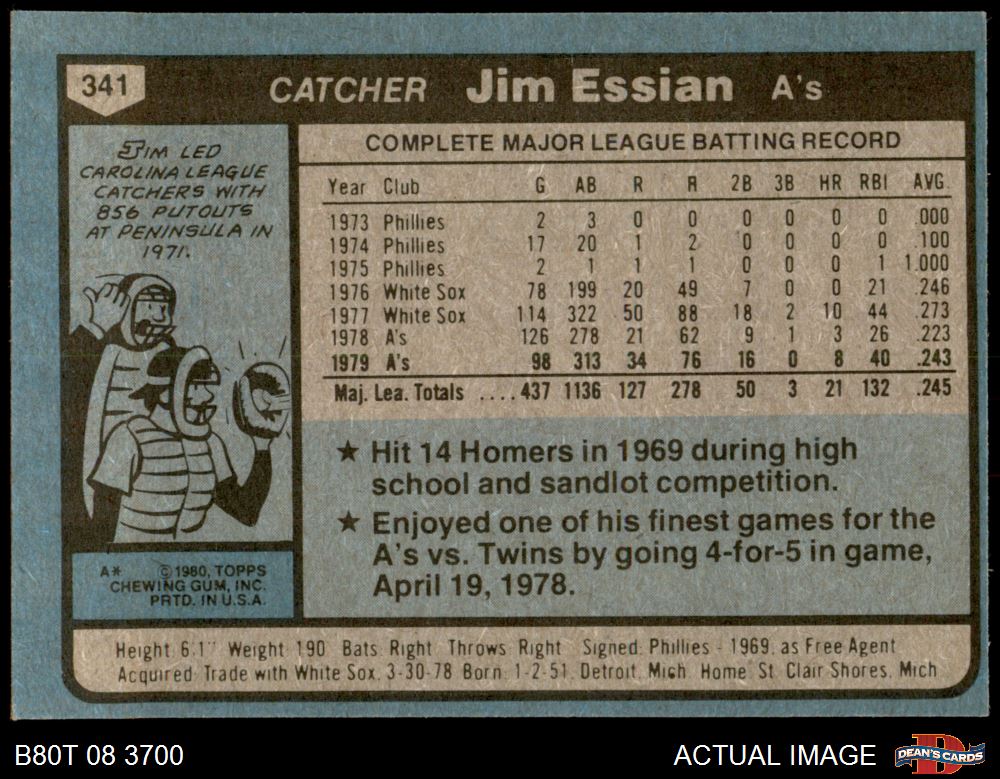 341 CATCHER Jim Essian A's
JIM LED
CAROLINA LEAGUE
CATCHERS WITH
856 PUTOUTS
AT PENINSULA IN
1971.
A* ©1980, TOPPS
CHEWING GUM, INC.
PRTD. IN U.S.A.
COMPLETE MAJOR LEAGUE BATTING RECORD
Year Club G AB R H 2B 3B HR RBI AVG.
1973 Phillies 2 3 0 0 0 0 0 0 .000
1974 Phillies 17 20 1 2 0 0 0 0 .100
1975 Phillies 2 1 1 1 0 0 0 1 1.000
1976 White Sox 78 199 20 49 7 0 0 21 .246
1977 White Sox 114 322 50 88 18 2 10 44 .273
1978 A's 126 278 21 62 9 1 3 26 .223
1979 A's 98 313 34 76 16 0 8 40 .243
Maj. Lea. Totals ....437 1136 127 278 50 3 21 132 .245
★ Hit 14 Homers in 1969 during high
school and sandlot competition.
★ Enjoyed one of his finest games for the
A's vs. Twins by going 4-for-5 in game,
April 19, 1978.
Height 6'1" Weight 190 Bats Right Throws Right Signed: Phillies - 1969, as Free Agent
Acquired: Trade with White Sox, 3-30-78 Born: 1-2-51, Detroit, Mich. Home: St. Clair Shores, Mich.
B80T 08 3700 ACTUAL IMAGE D DEAN'S CARDS